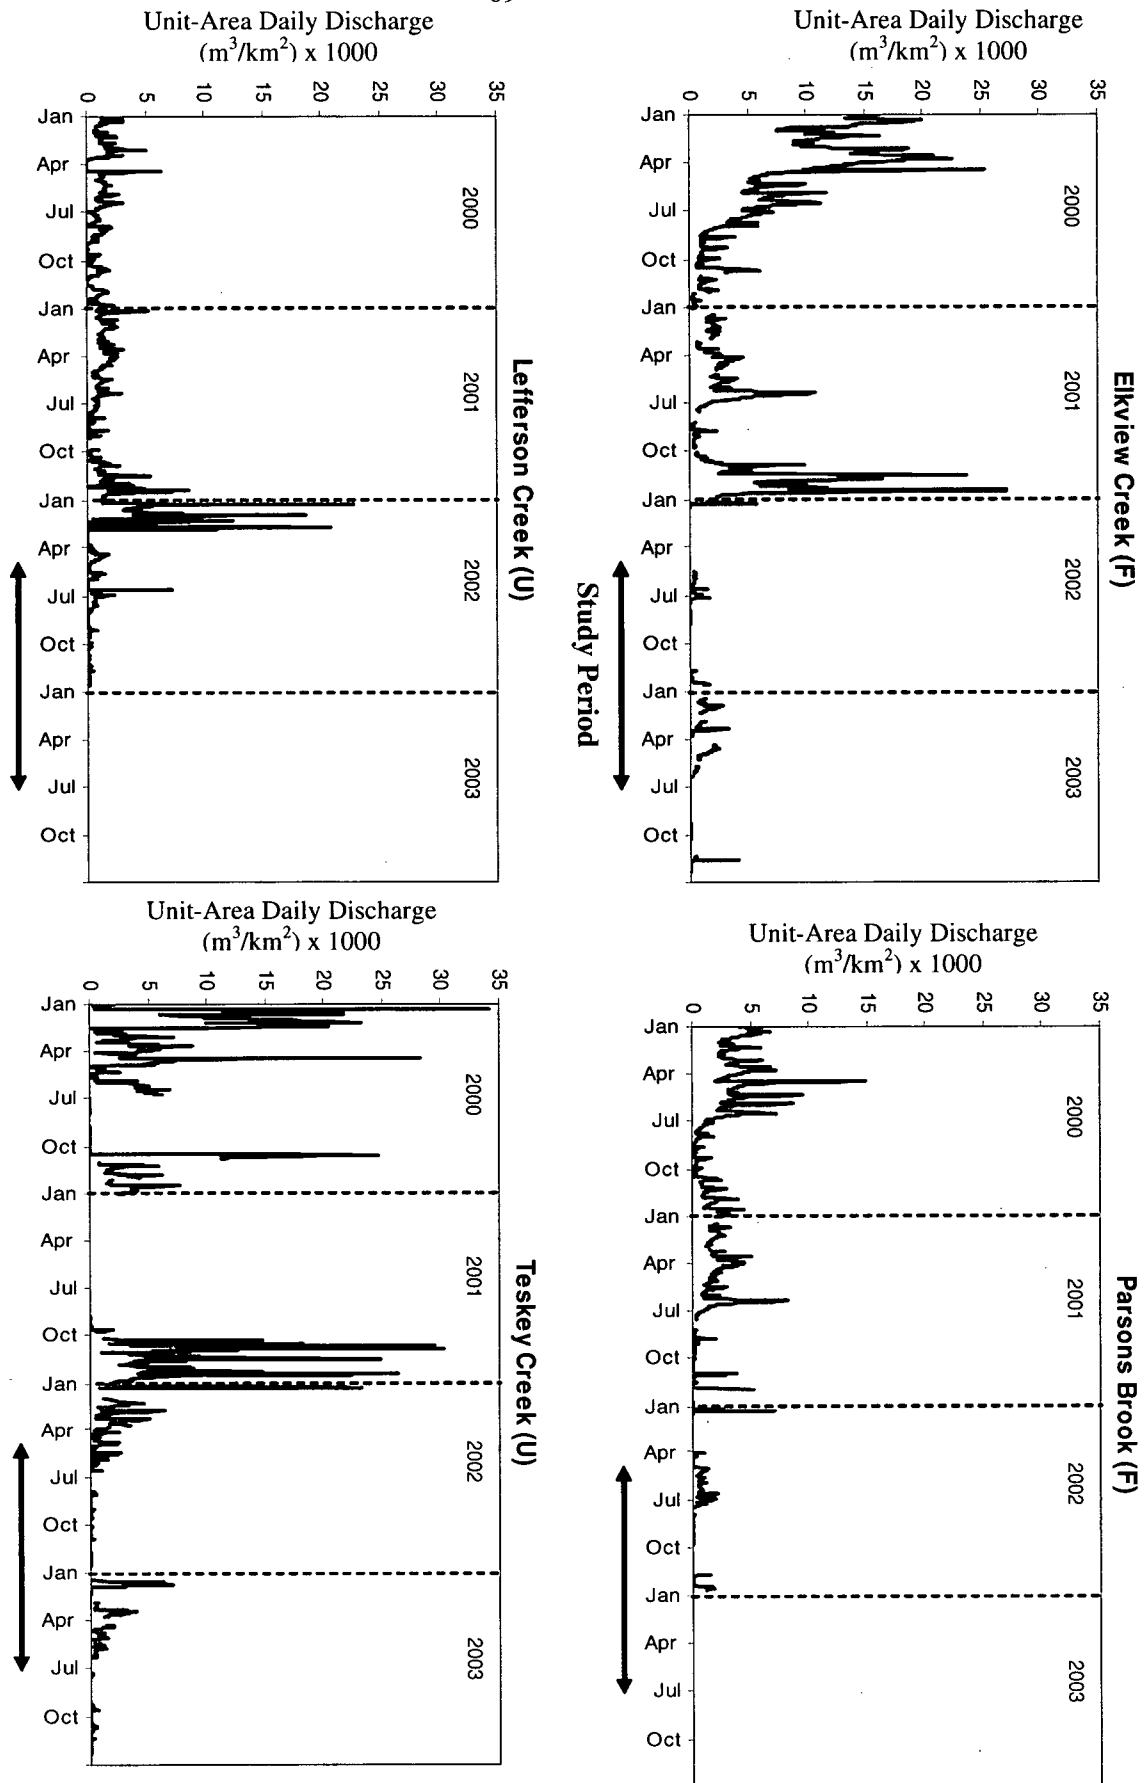 Unit-Area Daily Discharge
(m³/km²) x 1000
0
5
10
15
20
25
30
35
Jan
Apr
Jul
Oct
Jan
Apr
Jul
Oct
Jan
Apr
Jul
Oct
Jan
Apr
Jul
Oct
2000
2001
2002
2003
Lefferson Creek (U)
Unit-Area Daily Discharge
(m³/km²) x 1000
0
5
10
15
20
25
30
35
Jan
Apr
Jul
Oct
Jan
Apr
Jul
Oct
Jan
Apr
Jul
Oct
Jan
Apr
Jul
Oct
2000
2001
2002
2003
Elkview Creek (F)
Study Period
Unit-Area Daily Discharge
(m³/km²) x 1000
0
5
10
15
20
25
30
35
Jan
Apr
Jul
Oct
Jan
Apr
Jul
Oct
Jan
Apr
Jul
Oct
Jan
Apr
Jul
Oct
2000
2001
2002
2003
Teskey Creek (U)
Unit-Area Daily Discharge
(m³/km²) x 1000
0
5
10
15
20
25
30
35
Jan
Apr
Jul
Oct
Jan
Apr
Jul
Oct
Jan
Apr
Jul
Oct
Jan
Apr
Jul
Oct
2000
2001
2002
2003
Parsons Brook (F)